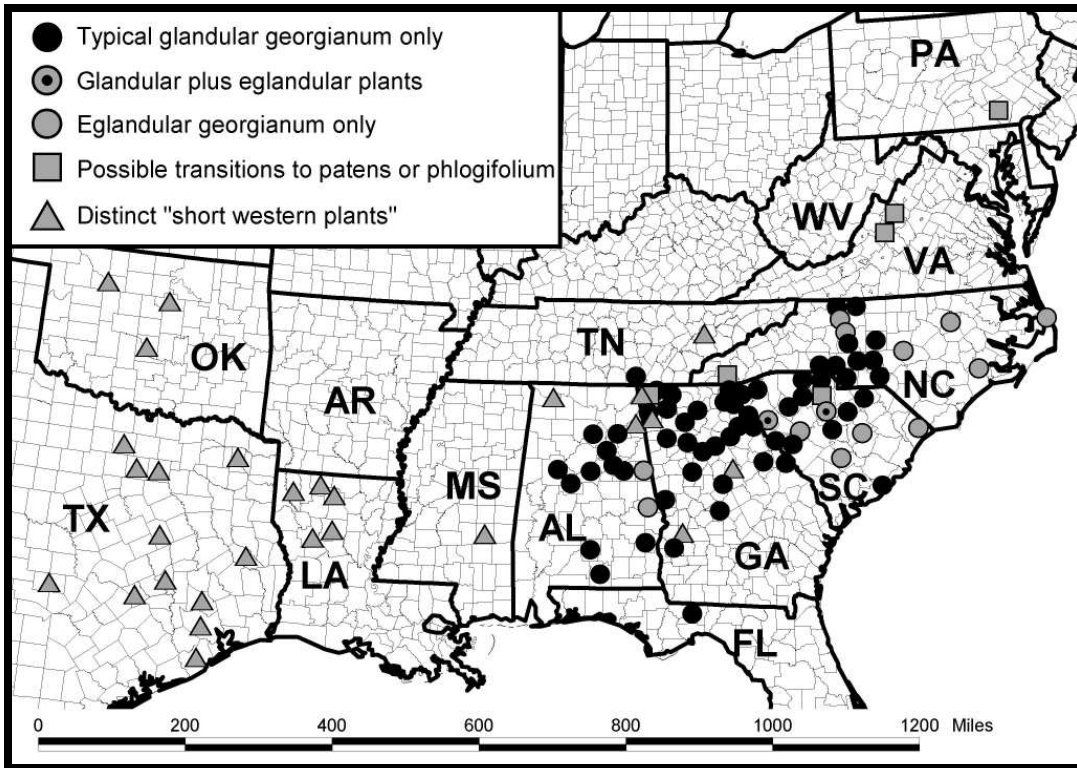 Typical glandular georgianum only
Glandular plus eglandular plants
Eglandular georgianum only
Possible transitions to patens or phlogifolium
Distinct "short western plants"
PA
WV
VA
OK
AR
TN
NC
TX
LA
MS
AL
GA
SC
FL
0 200 400 600 800 1000 1200 Miles